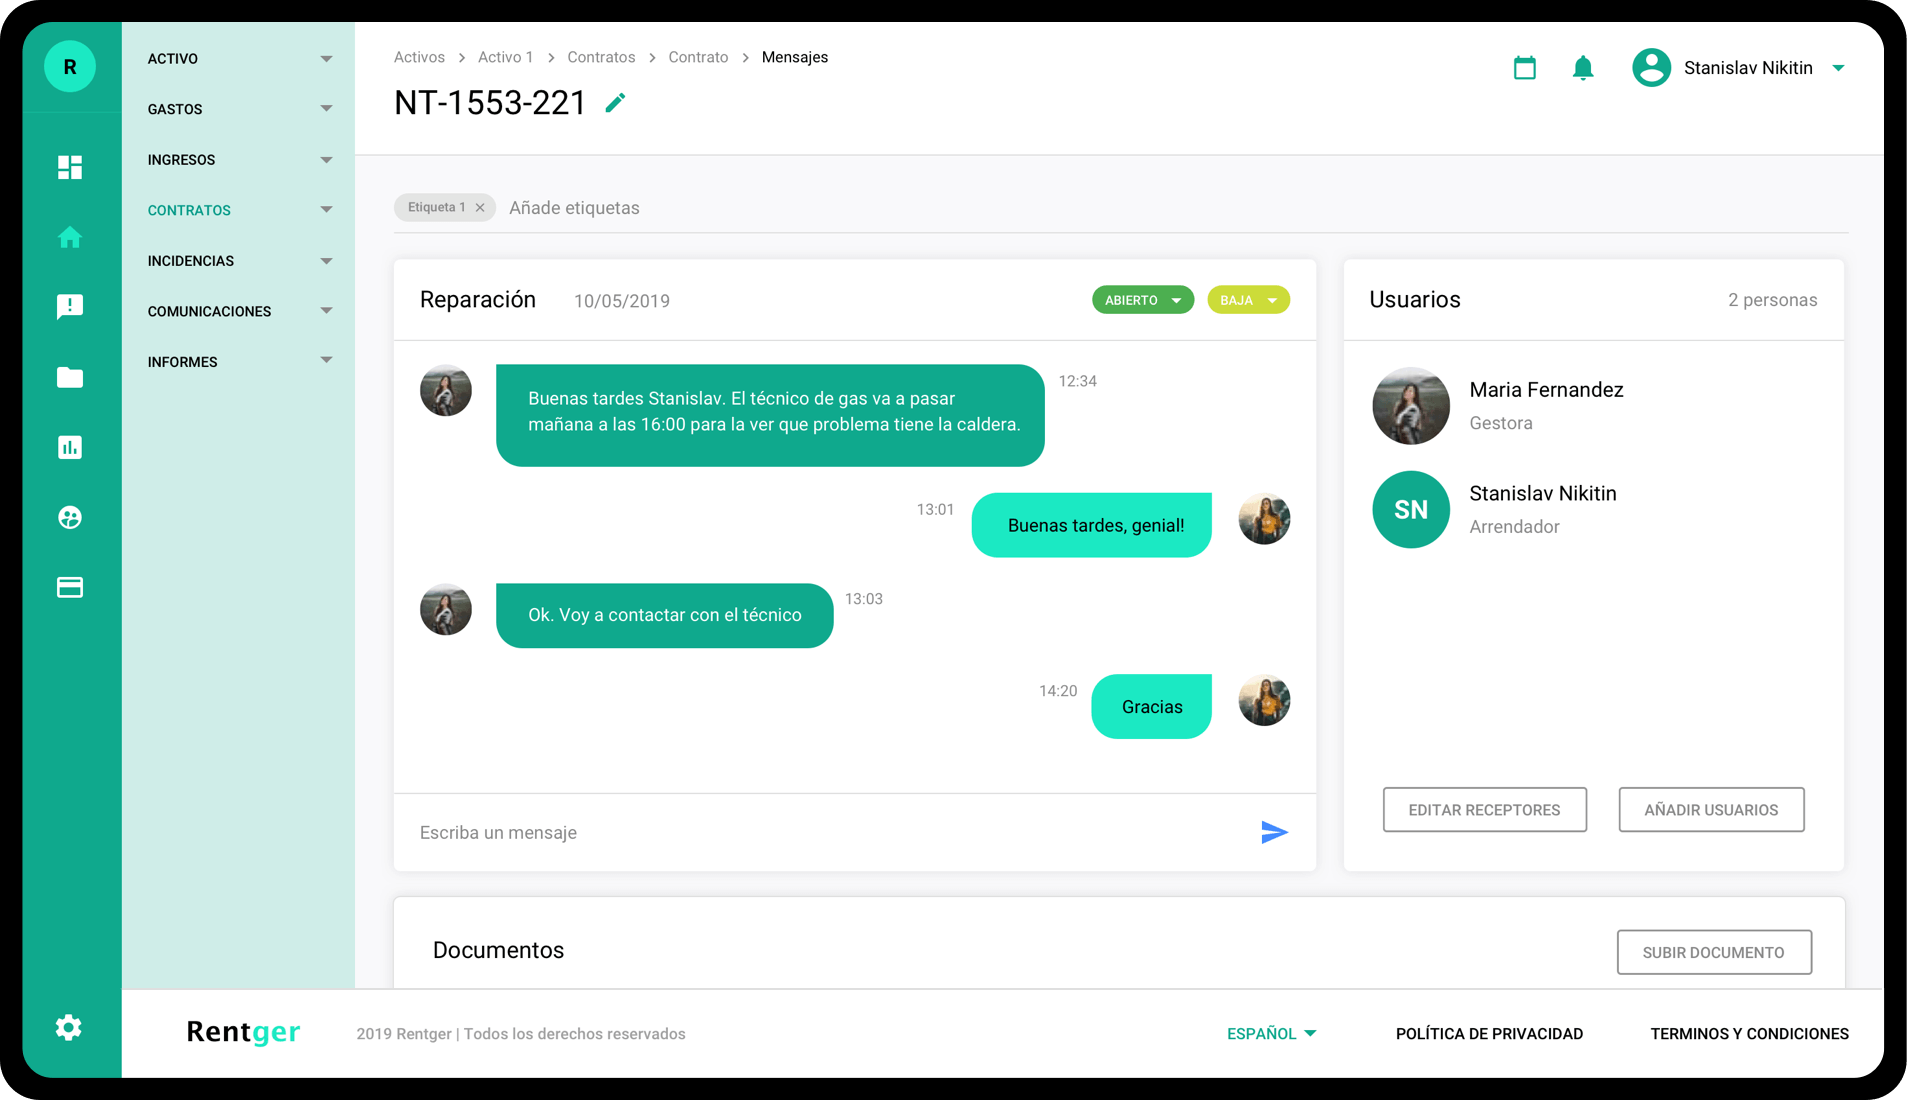 R
ACTIVO
GASTOS
INGRESOS
CONTRATOS
INCIDENCIAS
COMUNICACIONES
INFORMES
Activos > Activo 1 > Contratos > Contrato > Mensajes
NT-1553-221
Stanislav Nikitin
Etiqueta 1 × Añade etiquetas
Reparación 10/05/2019 ABIERTO BAJA
Buenas tardes Stanislav. El técnico de gas va a pasar
mañana a las 16:00 para la ver que problema tiene la caldera.
12:34
13:01
Buenas tardes, genial!
Ok. Voy a contactar con el técnico
13:03
14:20
Gracias
Escriba un mensaje
Usuarios 2 personas
Maria Fernandez
Gestora
SN
Stanislav Nikitin
Arrendador
EDITAR RECEPTORES AÑADIR USUARIOS
Documentos SUBIR DOCUMENTO
Rentger 2019 Rentger | Todos los derechos reservados ESPAÑOL POLÍTICA DE PRIVACIDAD TERMINOS Y CONDICIONES